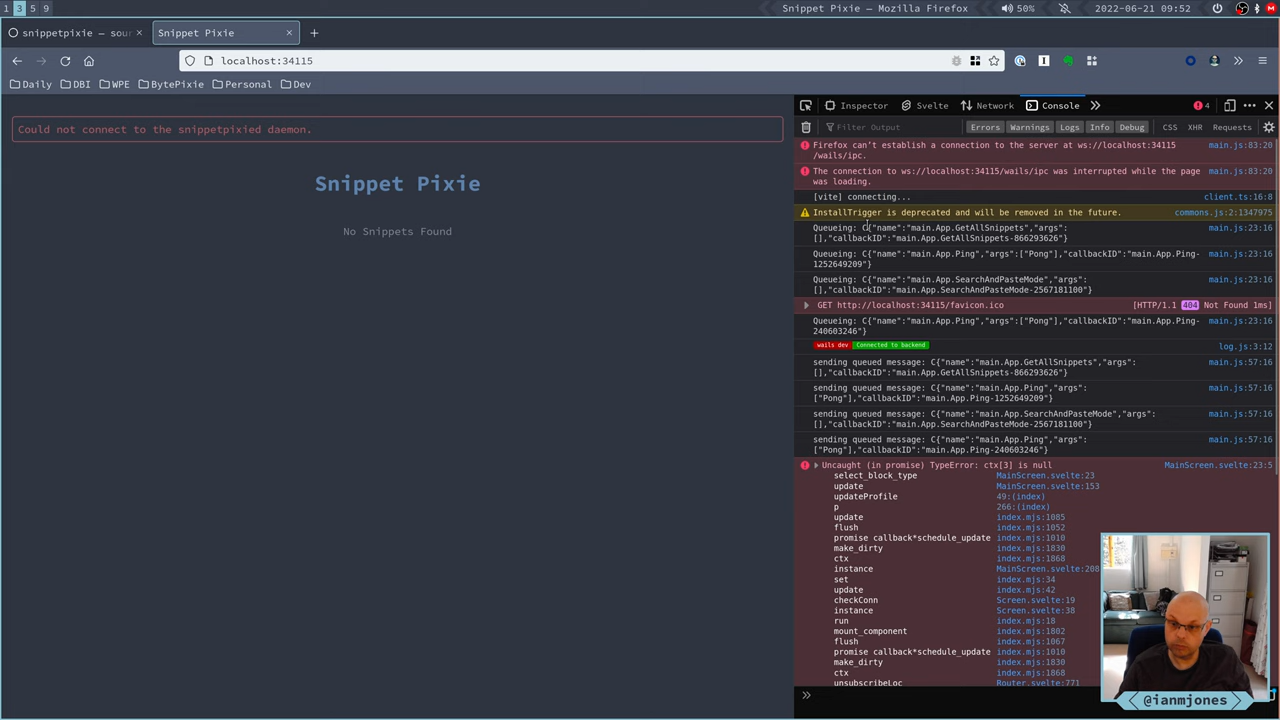 1 3 5 9
Snippet Pixie — Mozilla Firefox
50%
2022-06-21 09:52
snippetpixie — sour
Snippet Pixie
localhost:34115
Daily DBI WPE BytePixie Personal Dev
Inspector Svelte Network Console 4
Filter Output Errors Warnings Logs Info Debug CSS XHR Requests
Could not connect to the snippetpixied daemon.
Snippet Pixie
No Snippets Found
Firefox can't establish a connection to the server at ws://localhost:34115 main.js:83:20
/wails/ipc.
The connection to ws://localhost:34115/wails/ipc was interrupted while the page main.js:83:20
was loading.
[vite] connecting... client.ts:16:8
InstallTrigger is deprecated and will be removed in the future. commons.js:2:1347975
Queueing: C{"name":"main.App.GetAllSnippets","args": main.js:23:16
[],"callbackID":"main.App.GetAllSnippets-866293626"}
Queueing: C{"name":"main.App.Ping","args":["Pong"],"callbackID":"main.App.Ping- main.js:23:16
1252649209"}
Queueing: C{"name":"main.App.SearchAndPasteMode","args": main.js:23:16
[],"callbackID":"main.App.SearchAndPasteMode-2567181100"}
GET http://localhost:34115/favicon.ico [HTTP/1.1 404 Not Found 1ms]
Queueing: C{"name":"main.App.Ping","args":["Pong"],"callbackID":"main.App.Ping- main.js:23:16
240603246"}
wails dev Connected to backend log.js:3:12
sending queued message: C{"name":"main.App.GetAllSnippets","args": main.js:57:16
[],"callbackID":"main.App.GetAllSnippets-866293626"}
sending queued message: C{"name":"main.App.Ping","args": main.js:57:16
["Pong"],"callbackID":"main.App.Ping-1252649209"}
sending queued message: C{"name":"main.App.SearchAndPasteMode","args": main.js:57:16
[],"callbackID":"main.App.SearchAndPasteMode-2567181100"}
sending queued message: C{"name":"main.App.Ping","args": main.js:57:16
["Pong"],"callbackID":"main.App.Ping-240603246"}
Uncaught (in promise) TypeError: ctx[3] is null MainScreen.svelte:23:5
select_block_type MainScreen.svelte:23
update MainScreen.svelte:153
updateProfile 49:(index)
p 266:(index)
update index.mjs:1085
flush index.mjs:1052
promise callback*schedule_update index.mjs:1010
make_dirty index.mjs:1830
ctx index.mjs:1868
instance MainScreen.svelte:208
set index.mjs:34
update index.mjs:42
checkConn Screen.svelte:19
instance Screen.svelte:38
run index.mjs:18
mount_component index.mjs:1802
flush index.mjs:1067
promise callback*schedule_update index.mjs:1010
make_dirty index.mjs:1830
ctx index.mjs:1868
unsubscribeLoc Router.svelte:771
@ianmjones